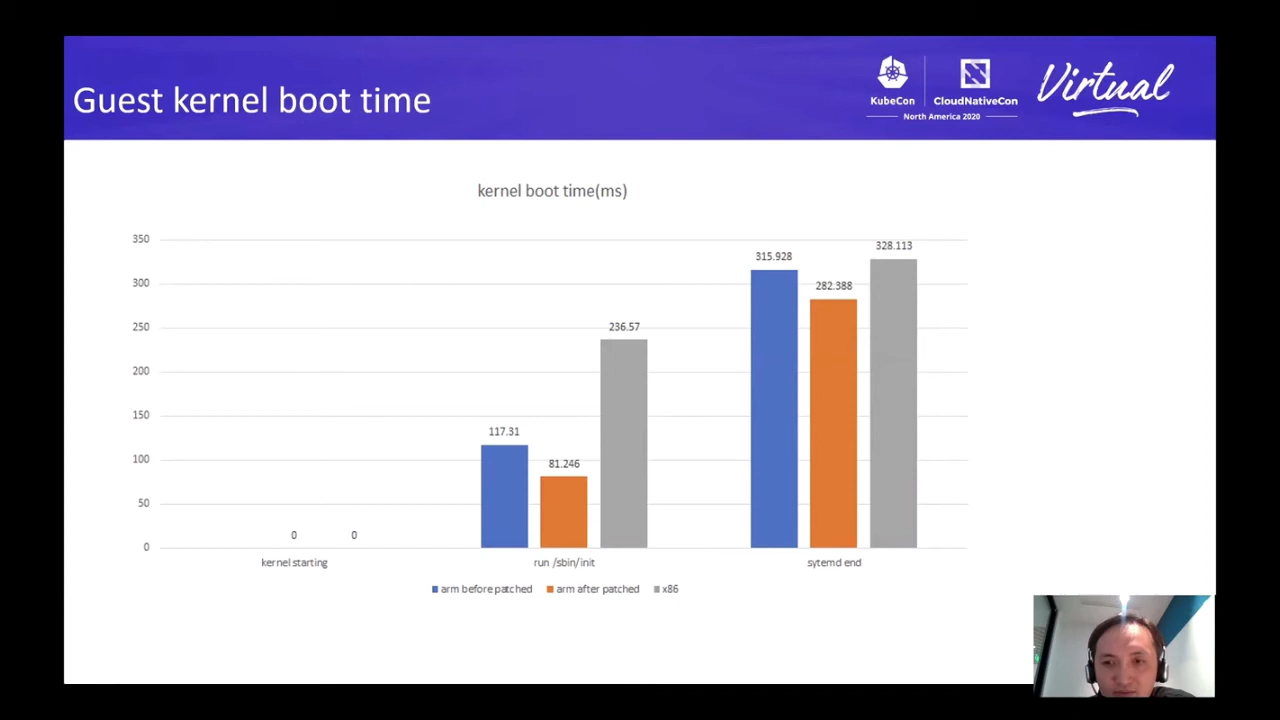 Guest kernel boot time
KubeCon
CloudNativeCon
North America 2020
Virtual
kernel boot time(ms)
350
300
250
200
150
100
50
0
0
0
117.31
81.246
236.57
315.928
282.388
328.113
kernel starting
run /sbin/init
sytemd end
arm before patched
arm after patched
x86